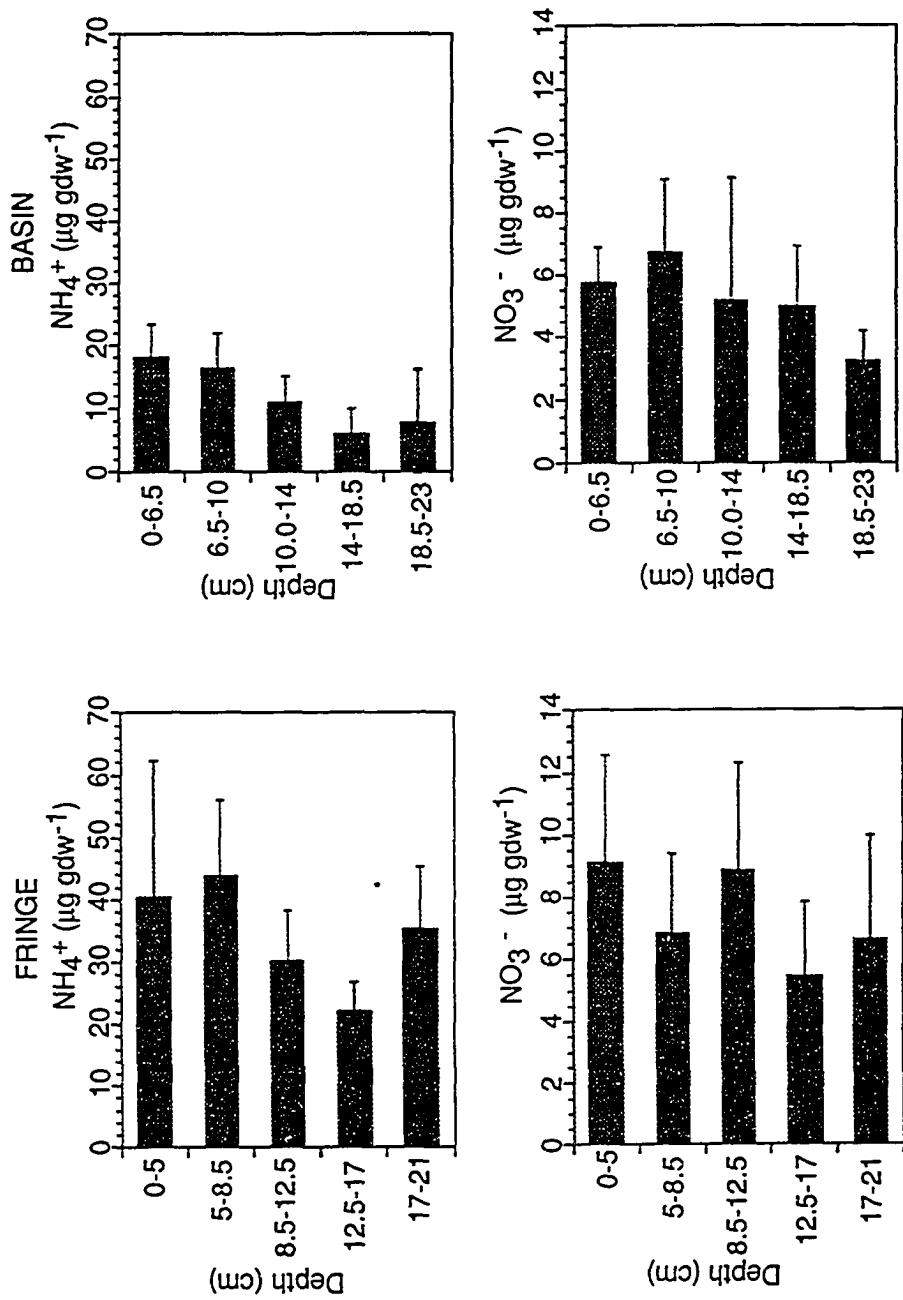 FRINGE
NH4+ (µg gdw-1)
0 10 20 30 40 50 60 70
Depth (cm)
0-5
5-8.5
8.5-12.5
12.5-17
17-21
NO3- (µg gdw-1)
0 2 4 6 8 10 12 14
Depth (cm)
0-5
5-8.5
8.5-12.5
12.5-17
17-21
BASIN
NH4+ (µg gdw-1)
0 10 20 30 40 50 60 70
Depth (cm)
0-6.5
6.5-10
10.0-14
14-18.5
18.5-23
NO3- (µg gdw-1)
0 2 4 6 8 10 12 14
Depth (cm)
0-6.5
6.5-10
10.0-14
14-18.5
18.5-23